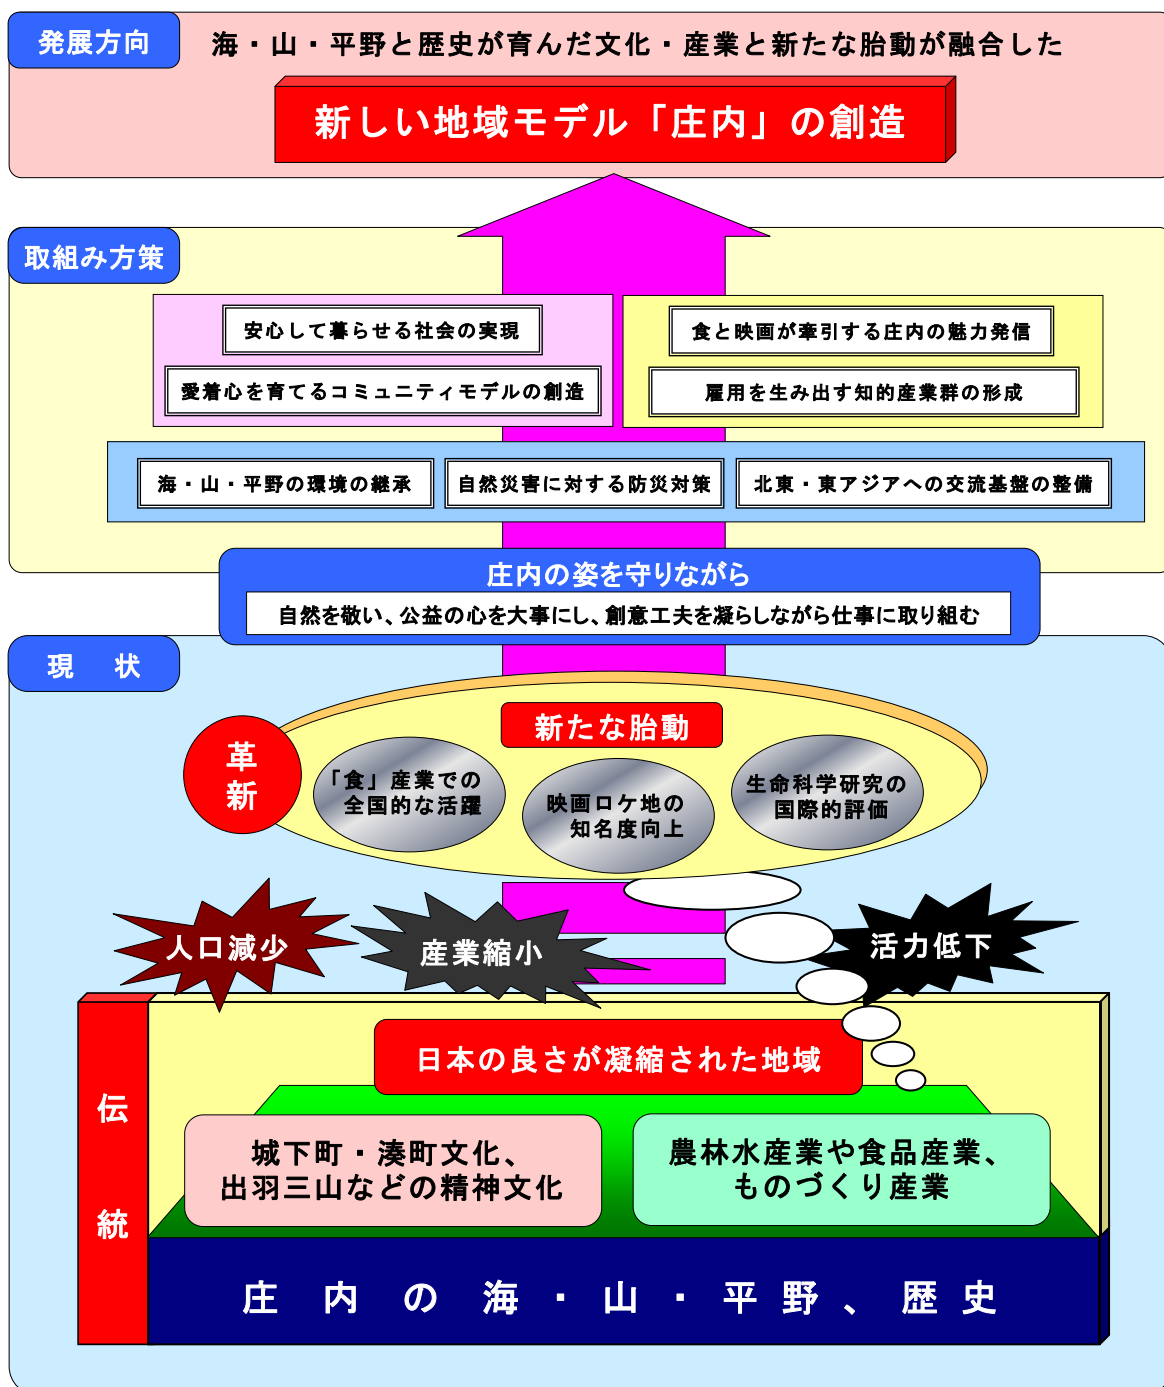 発展方向
海・山・平野と歴史が育んだ文化・産業と新たな胎動が融合した
新しい地域モデル「庄内」の創造
取組み方策
安心して暮らせる社会の実現
愛着心を育てるコミュニティモデルの創造
食と映画が牽引する庄内の魅力発信
雇用を生み出す知的産業群の形成
海・山・平野の環境の継承
自然災害に対する防災対策
北東・東アジアへの交流基盤の整備
庄内の姿を守りながら
自然を敬い、公益の心を大事にし、創意工夫を凝らしながら仕事に取り組む
現 状
新たな胎動
革
新
「食」産業での
全国的な活躍
映画ロケ地の
知名度向上
生命科学研究の
国際的評価
人口減少
産業縮小
活力低下
伝
統
日本の良さが凝縮された地域
城下町・湊町文化、
出羽三山などの精神文化
農林水産業や食品産業、
ものづくり産業
庄 内 の 海 ・ 山 ・ 平 野 、 歴 史